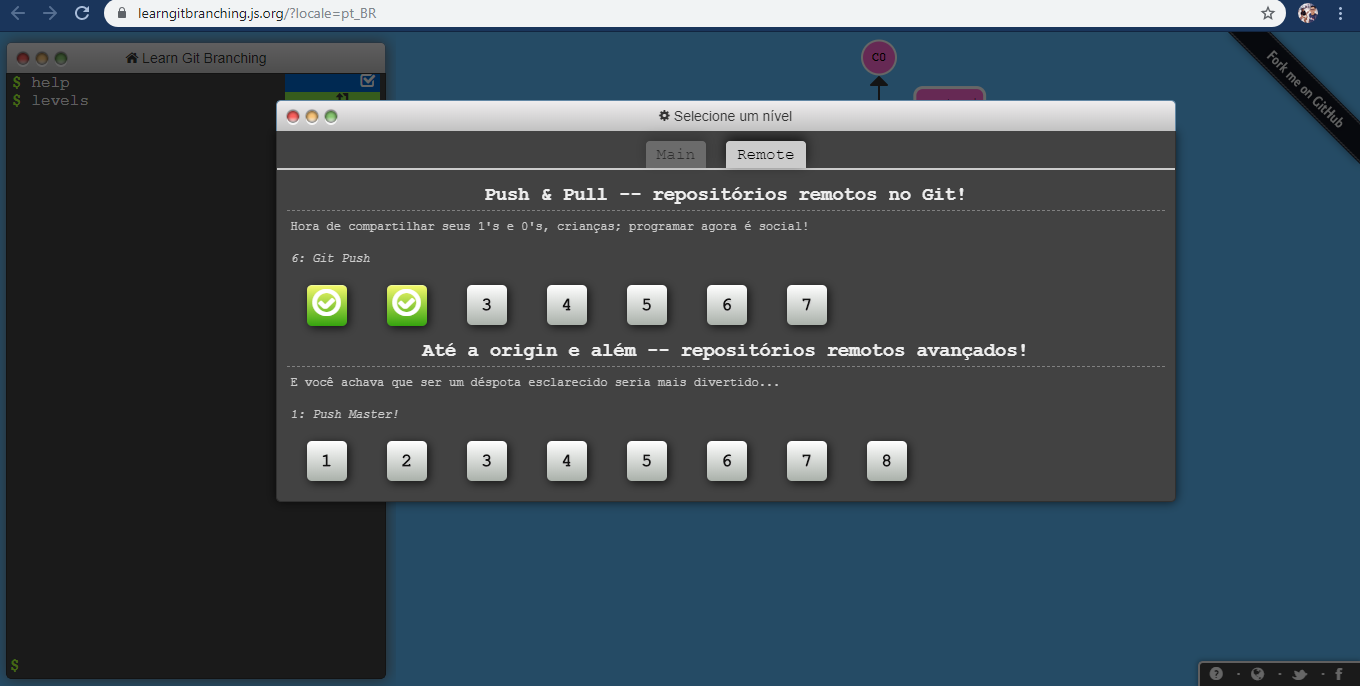 learngitbranching.js.org/?locale=pt_BR
Learn Git Branching
$ help
$ levels
$
C0
Fork me on GitHub
Selecione um nível
Main Remote
Push & Pull -- repositórios remotos no Git!
Hora de compartilhar seus 1's e 0's, crianças; programar agora é social!
6: Git Push
3 4 5 6 7
Até a origin e além -- repositórios remotos avançados!
E você achava que ser um déspota esclarecido seria mais divertido...
1: Push Master!
1 2 3 4 5 6 7 8